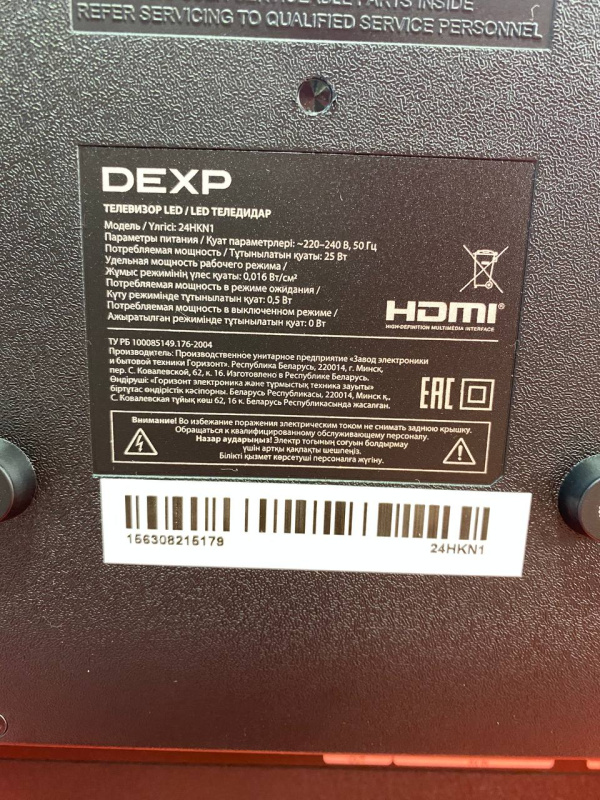 PARTS INSIDE
REFER SERVICING TO QUALIFIED SERVICE PERSONNEL
DEXP
ТЕЛЕВИЗОР LED / LED ТЕЛЕДИДАР
Модель / Үлгісі: 24HKN1
Параметры питания / Қуат параметрлері: ~220–240 В, 50 Гц
Потребляемая мощность / Тұтынылатын қуаты: 25 Вт
Удельная мощность рабочего режима /
Жұмыс режимінің үлес қуаты: 0,016 Вт/см²
Потребляемая мощность в режиме ожидания /
Күту режимінде тұтынылатын қуат: 0,5 Вт
Потребляемая мощность в выключенном режиме /
Ажыратылған режимінде тұтынылатын қуат: 0 Вт
HDMI®
HIGH-DEFINITION MULTIMEDIA INTERFACE
ТУ РБ 100085149.176-2004
Производитель: Производственное унитарное предприятие «Завод электроники
и бытовой техники Горизонт». Республика Беларусь, 220014, г. Минск,
пер. С. Ковалевской, 62, к. 16. Изготовлено в Республике Беларусь.
Өндіруші: «Горизонт электроника және тұрмыстық техника зауыты»
біртұтас өндірістік кәсіпорны. Беларусь Республикасы, 220014, Минск қ.,
С. Ковалевская тұйық көш 62, 16 к. Беларусь Республикасында жасалған.
EAC
Внимание! Во избежание поражения электрическим током не снимать заднюю крышку.
Обращаться к квалифицированному обслуживающему персоналу.
Назар аударыңыз! Электр тоғының соғуын болдырмау
үшін артқы қақпақты шешпеңіз.
Білікті қызмет көрсетуші персоналға жүгіну.
156308215179
24HKN1